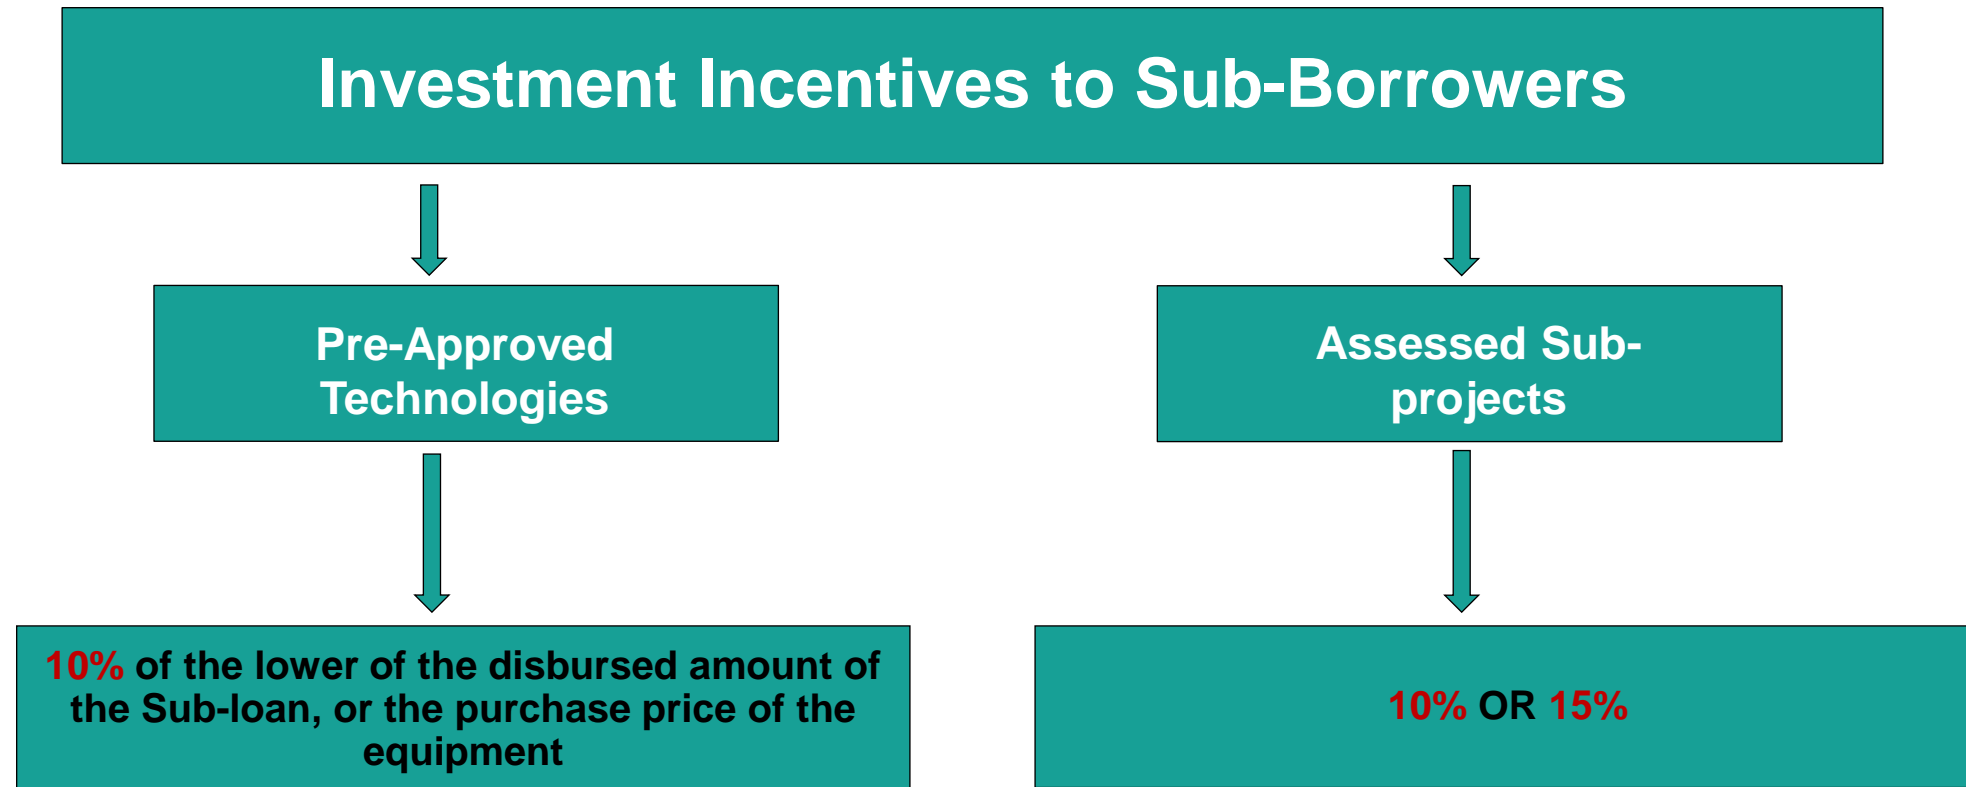 Investment Incentives to Sub-Borrowers
Pre-Approved
Technologies
Assessed Sub-
projects
10% of the lower of the disbursed amount of
the Sub-loan, or the purchase price of the
equipment
10% OR 15%